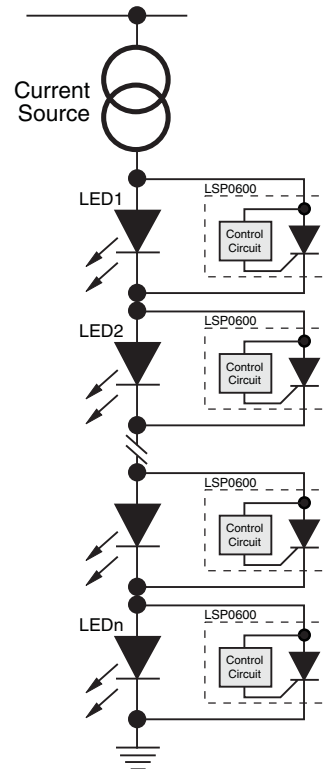 Current
Source
LSP0600
LED1
Control
Circuit
LSP0600
LED2
Control
Circuit
LSP0600
Control
Circuit
LSP0600
LEDn
Control
Circuit